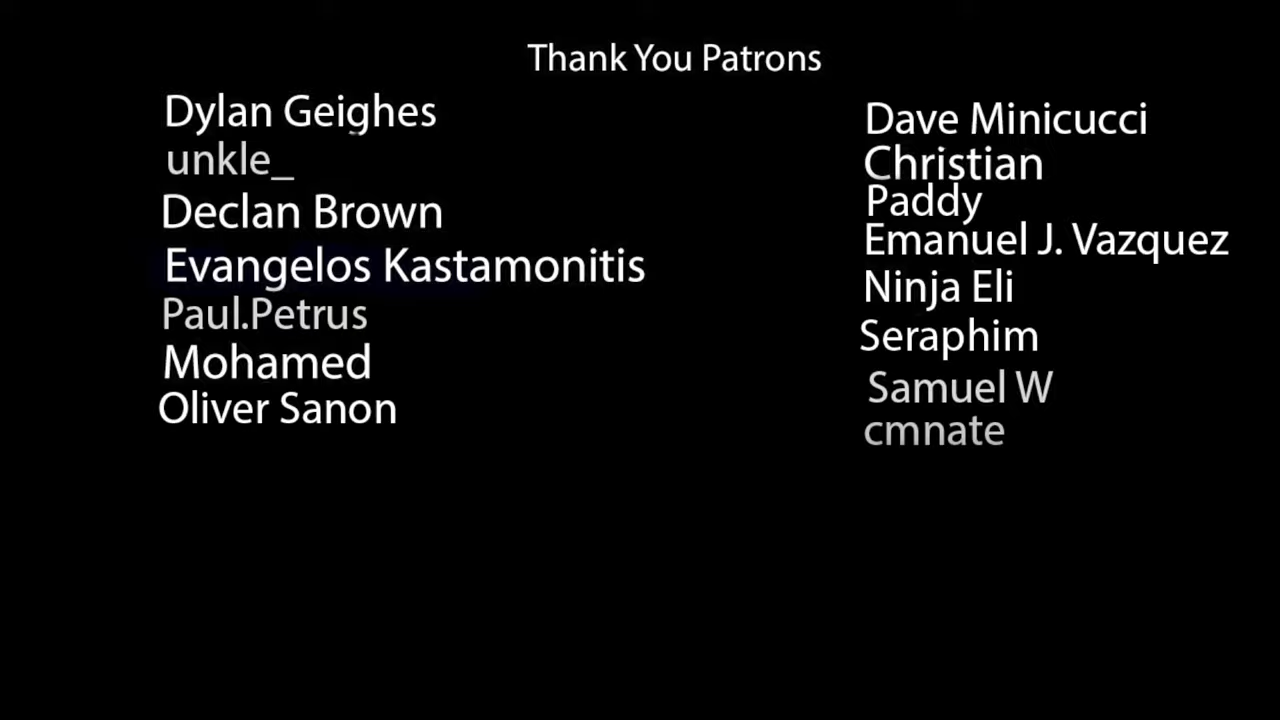 Thank You Patrons
Dylan Geighes
unkle_
Declan Brown
Evangelos Kastamonitis
Paul.Petrus
Mohamed
Oliver Sanon
Dave Minicucci
Christian
Paddy
Emanuel J. Vazquez
Ninja Eli
Seraphim
Samuel W
cmnate